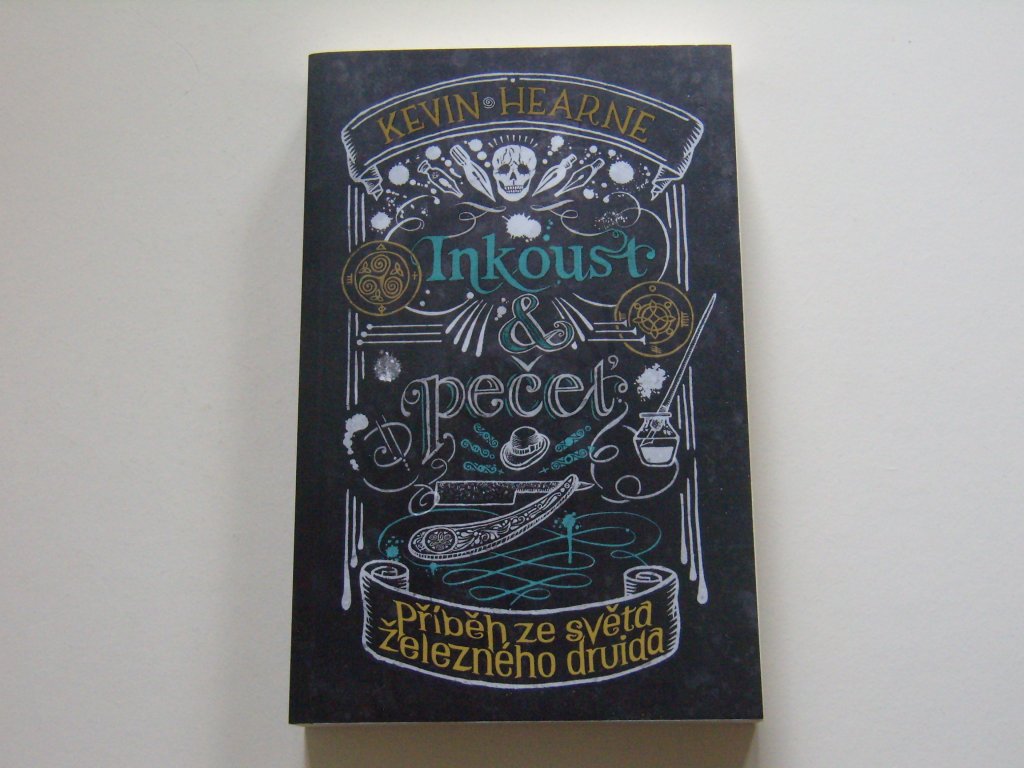 KEVIN HEARNE
Inkoust
&
pečeť
Příběh ze světa
železného druida